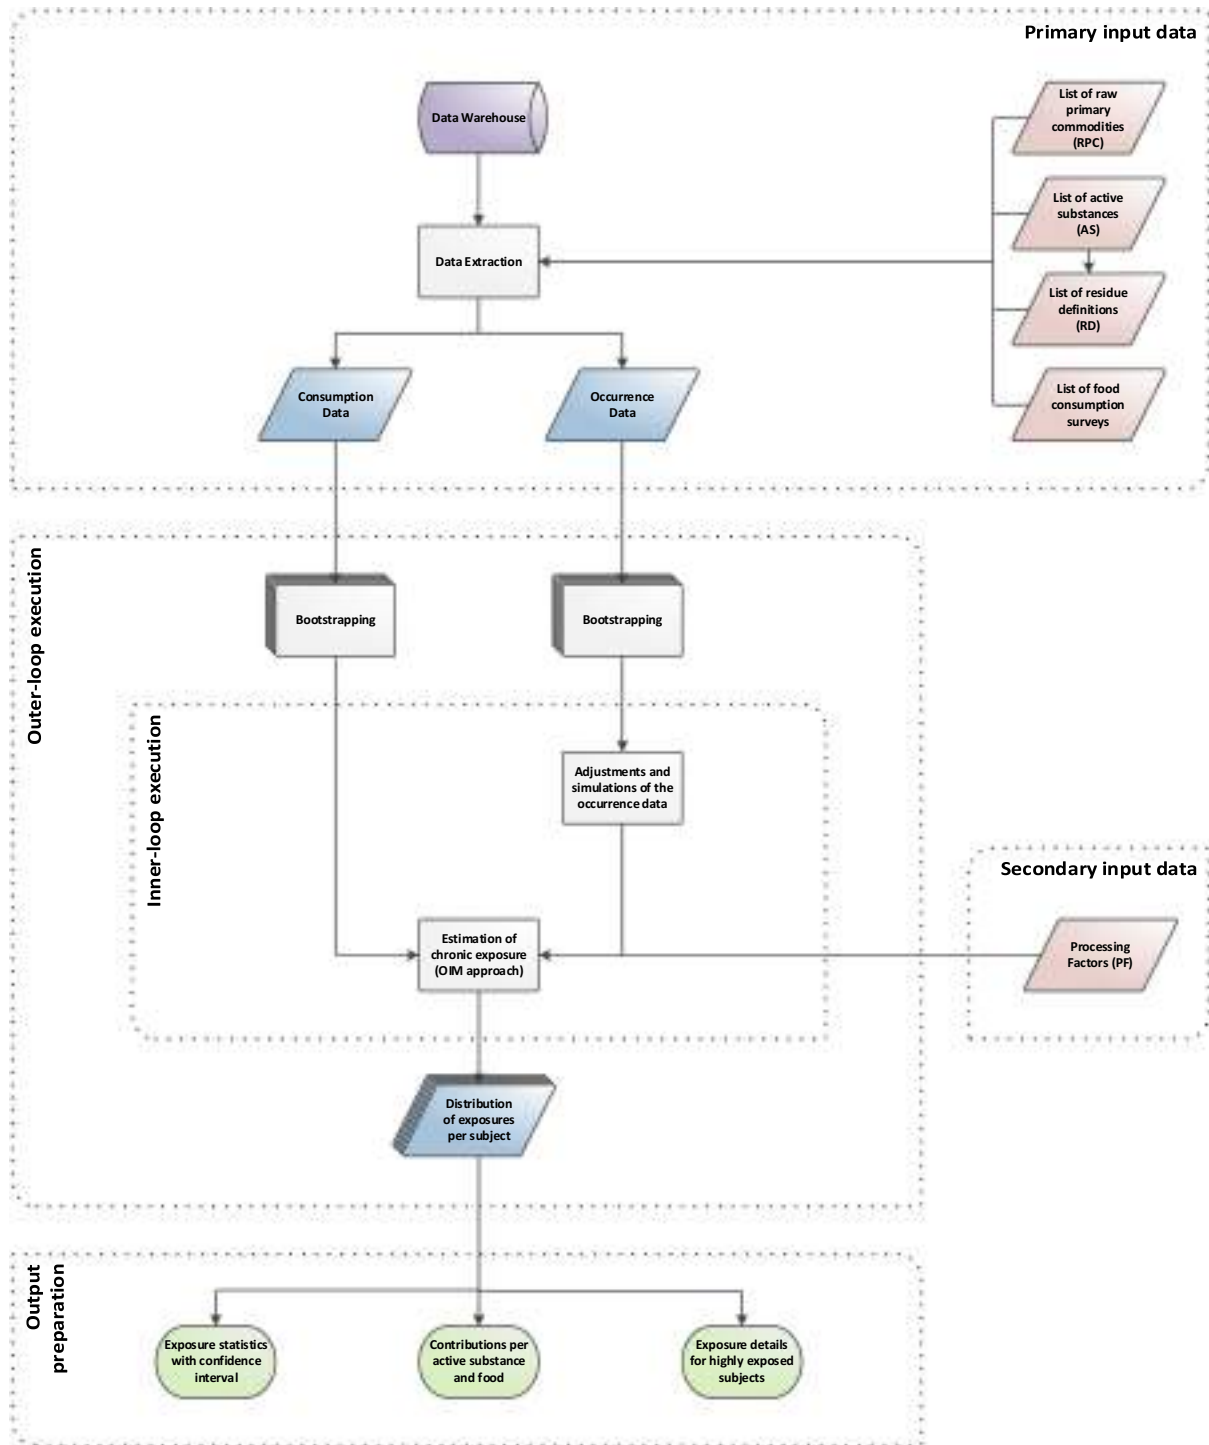 Primary input data
Data Warehouse
List of raw
primary
commodities
(RPC)
List of active
substances
(AS)
Data Extraction
List of residue
definitions
(RD)
Consumption
Data
Occurrence
Data
List of food
consumption
surveys
Outer-loop execution
Bootstrapping
Bootstrapping
Inner-loop execution
Adjustments and
simulations of the
occurrence data
Secondary input data
Estimation of
chronic exposure
(OIM approach)
Processing
Factors (PF)
Distribution
of exposures
per subject
Output
preparation
Exposure statistics
with confidence
interval
Contributions per
active substance
and food
Exposure details
for highly exposed
subjects